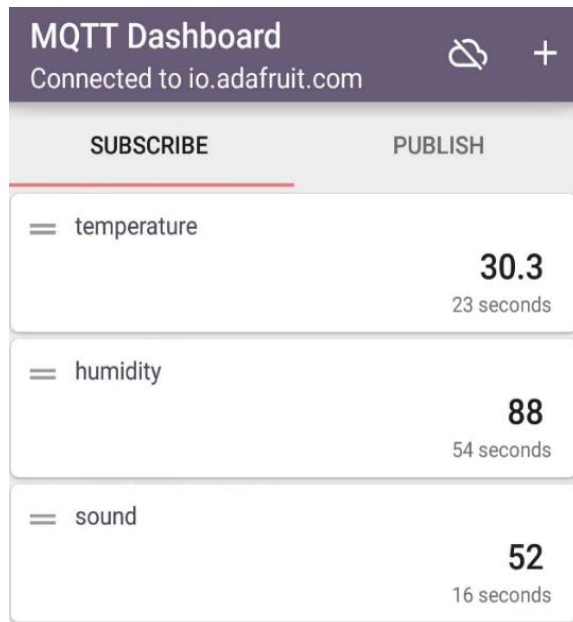 MQTT Dashboard
Connected to io.adafruit.com
SUBSCRIBE PUBLISH
temperature
30.3
23 seconds
humidity
88
54 seconds
sound
52
16 seconds